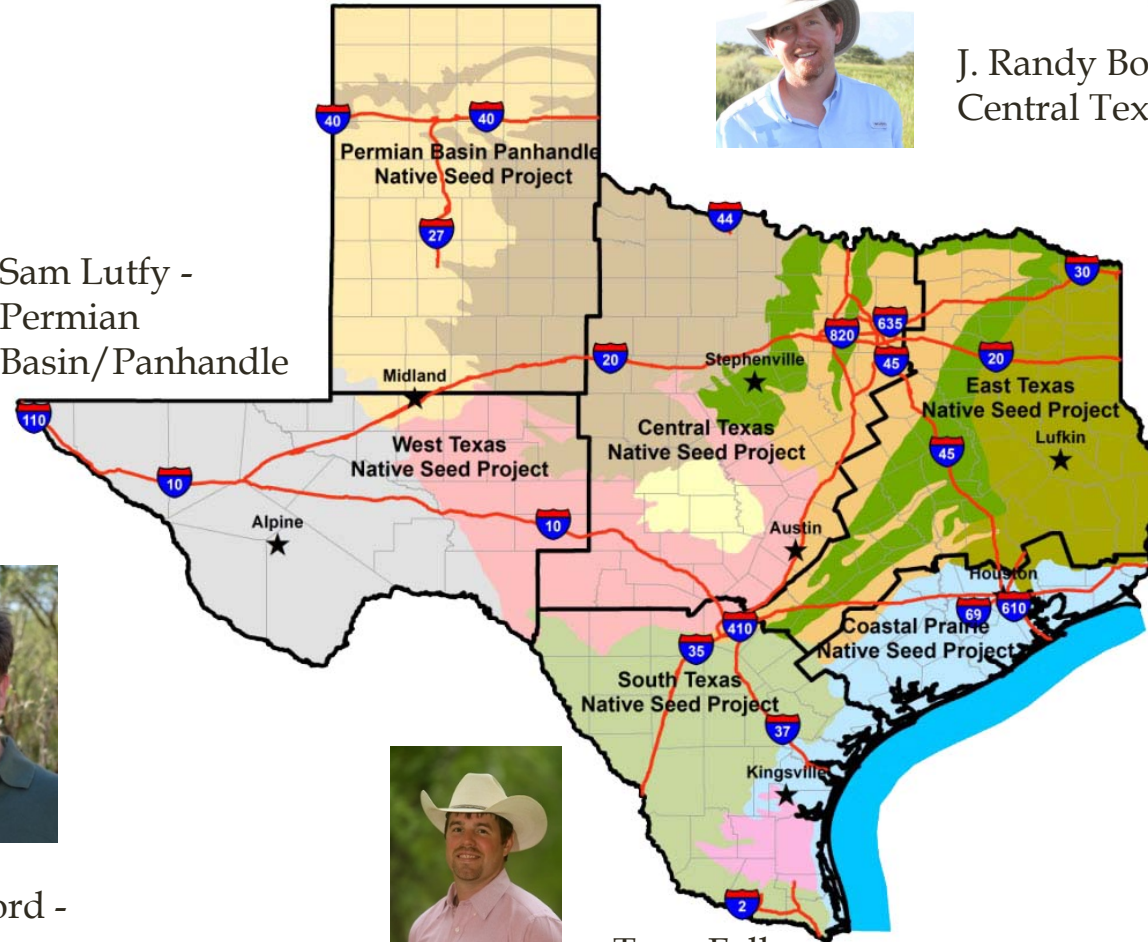 J. Randy
Central
40
40
Permian Basin Panhandle
Native Seed Project
27
44
Sam Lutfy -
Permian
Basin/Panhandle
30
635
820
45
20
20
Stephenville
Midland
East Texas
Native Seed Project
Lufkin
110
Central Texas
Native Seed Project
West Texas
Native Seed Project
45
10
10
Alpine
Austin
Houston
69
610
410
35
Coastal Prairie
Native Seed Project
South Texas
Native Seed Project
37
Kingsville
2